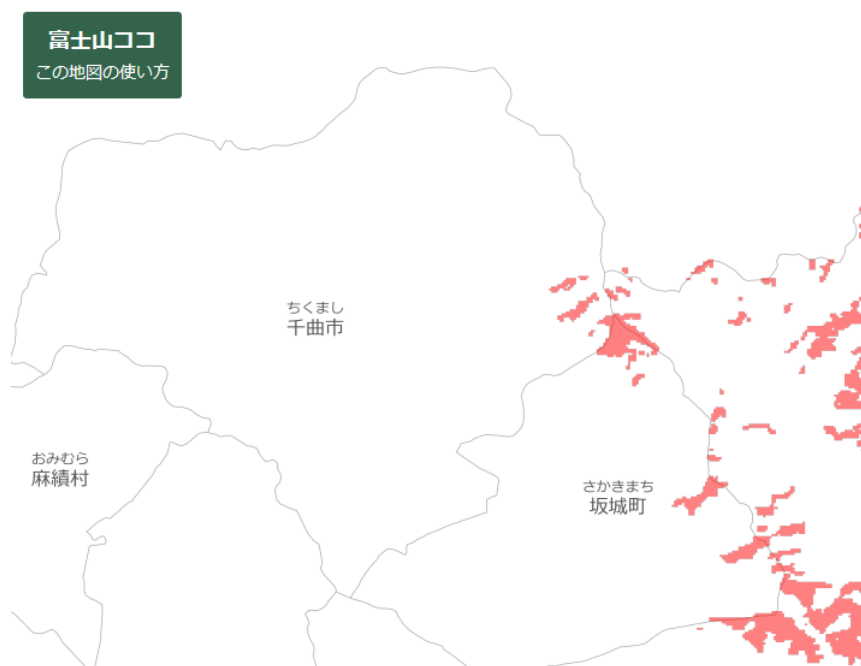 富士山ココ
この地図の使い方
ちくまし
千曲市
おみむら
麻績村
さかきまち
坂城町